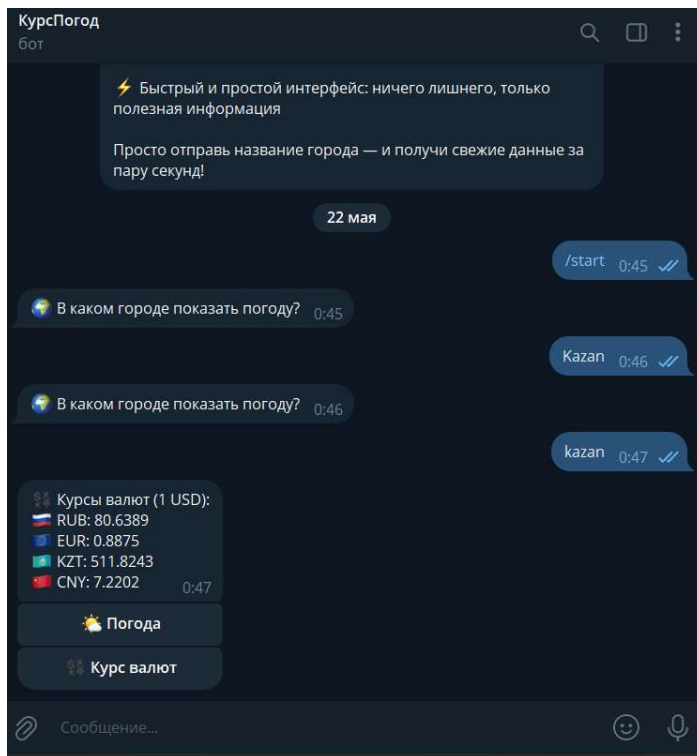 КурсПогод
бот
⚡ Быстрый и простой интерфейс: ничего лишнего, только
полезная информация
Просто отправь название города — и получи свежие данные за
пару секунд!
22 мая
/start 0:45
🌍 В каком городе показать погоду? 0:45
Kazan 0:46
🌍 В каком городе показать погоду? 0:46
kazan 0:47
💱 Курсы валют (1 USD):
🇷🇺 RUB: 80.6389
🇪🇺 EUR: 0.8875
🇰🇿 KZT: 511.8243
🇨🇳 CNY: 7.2202 0:47
🌤 Погода
💱 Курс валют
Сообщение...